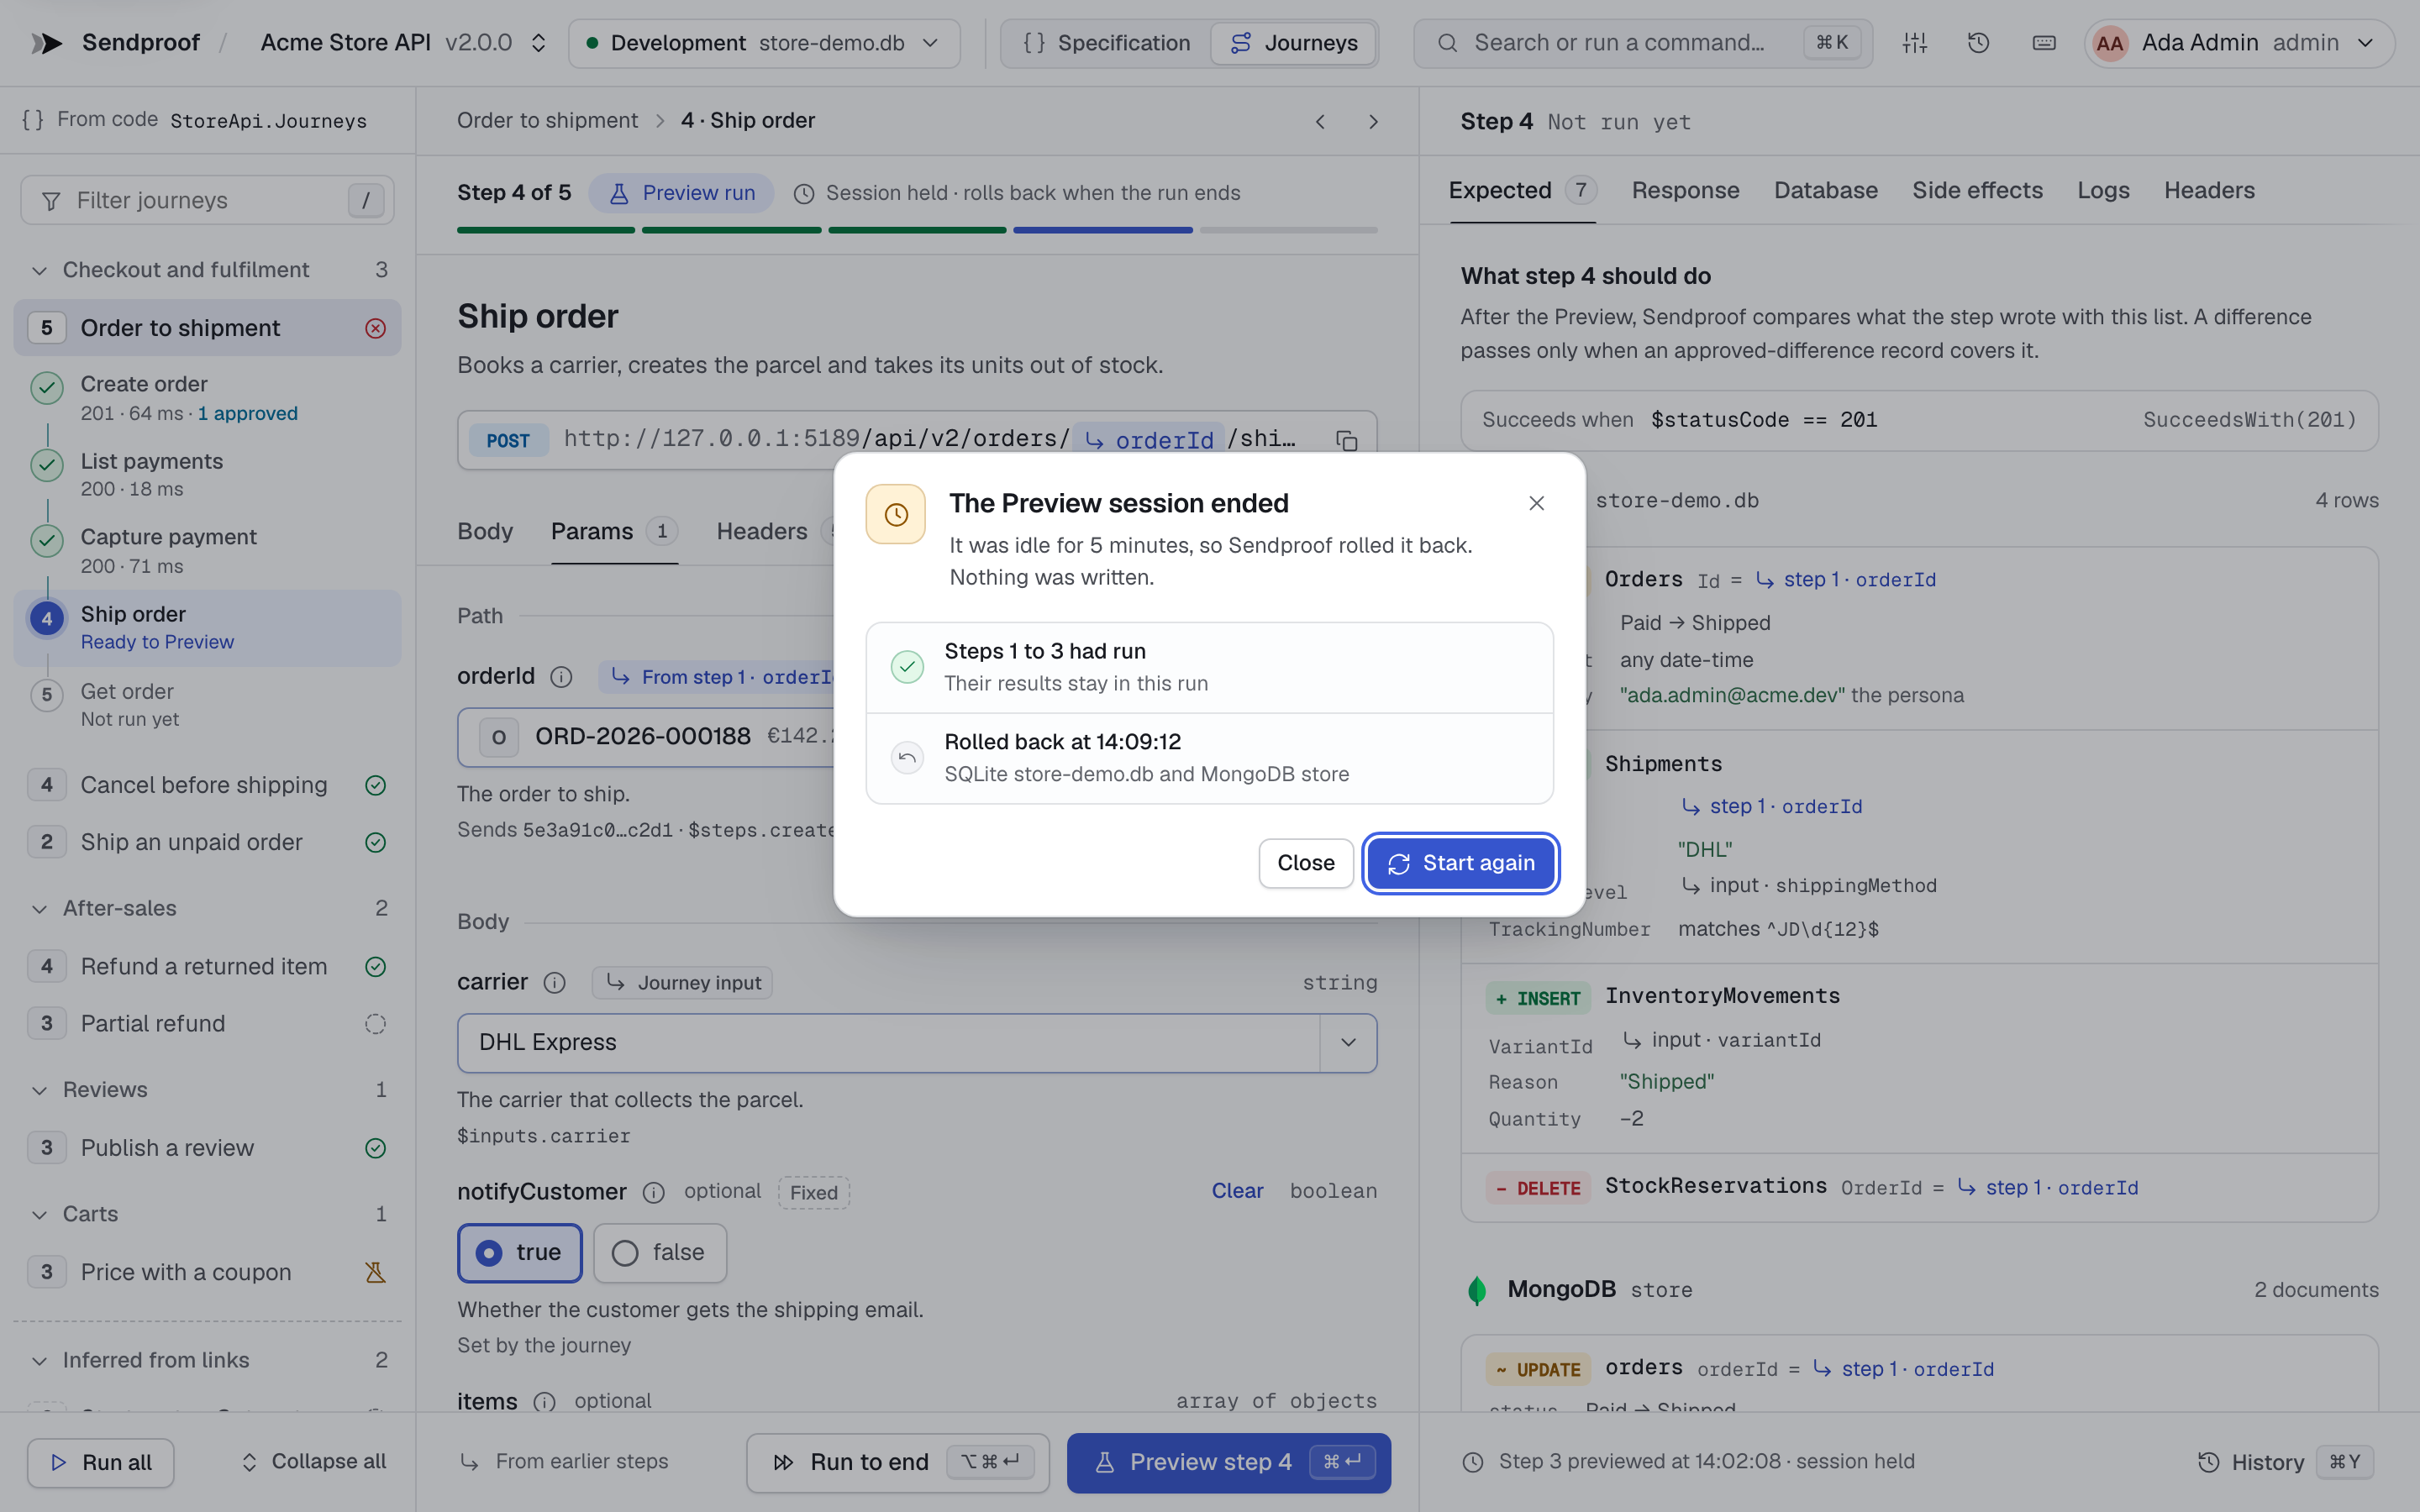 Sendproof / Acme Store API v2.0.0
Development store-demo.db
{ } Specification
Journeys
Search or run a command… ⌘K
AA Ada Admin admin
{ } From code StoreApi.Journeys
Filter journeys /
Checkout and fulfilment 3
5 Order to shipment
Create order
201 · 64 ms · 1 approved
List payments
200 · 18 ms
Capture payment
200 · 71 ms
4 Ship order
Ready to Preview
5 Get order
Not run yet
4 Cancel before shipping
2 Ship an unpaid order
After-sales 2
4 Refund a returned item
3 Partial refund
Reviews 1
3 Publish a review
Carts 1
3 Price with a coupon
Inferred from links 2
Run all
Collapse all
Order to shipment > 4 · Ship order
Step 4 of 5 Preview run Session held · rolls back when the run ends
Ship order
Books a carrier, creates the parcel and takes its units out of stock.
POST http://127.0.0.1:5189/api/v2/orders/ orderId /shi…
Body Params 1 Headers
Path
orderId From step 1 · orderI
O ORD-2026-000188 €142.
The order to ship.
Sends 5e3a91c0…c2d1 · $steps.create
Body
carrier Journey input string
DHL Express
The carrier that collects the parcel.
$inputs.carrier
notifyCustomer optional Fixed Clear boolean
true false
Whether the customer gets the shipping email.
Set by the journey
items optional array of objects
From earlier steps
Run to end ⌥⌘↵
Preview step 4 ⌘↵
The Preview session ended
It was idle for 5 minutes, so Sendproof rolled it back.
Nothing was written.
Steps 1 to 3 had run
Their results stay in this run
Rolled back at 14:09:12
SQLite store-demo.db and MongoDB store
Close
Start again
Step 4 Not run yet
Expected 7 Response Database Side effects Logs Headers
What step 4 should do
After the Preview, Sendproof compares what the step wrote with this list. A difference
passes only when an approved-difference record covers it.
Succeeds when $statusCode == 201 SucceedsWith(201)
store-demo.db 4 rows
Orders Id = step 1 · orderId
Paid → Shipped
any date-time
"ada.admin@acme.dev" the persona
Shipments
step 1 · orderId
"DHL"
evel input · shippingMethod
TrackingNumber matches ^JD\d{12}$
+ INSERT InventoryMovements
VariantId input · variantId
Reason "Shipped"
Quantity −2
− DELETE StockReservations OrderId = step 1 · orderId
MongoDB store 2 documents
~ UPDATE orders orderId = step 1 · orderId
status Paid → Shipped
Step 3 previewed at 14:02:08 · session held
History ⌘Y